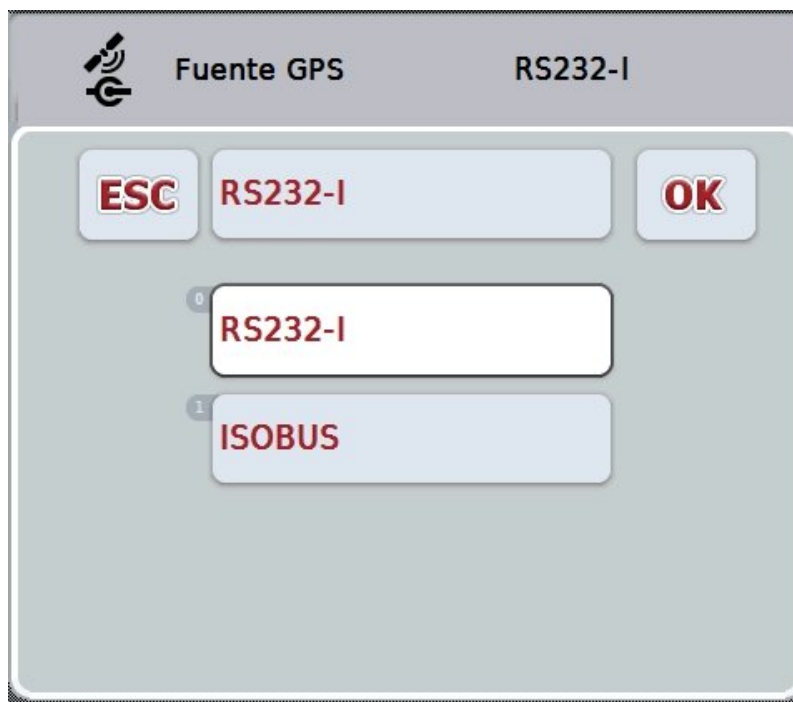 Fuente GPS RS232-I
ESC RS232-I OK
0
RS232-I
1
ISOBUS